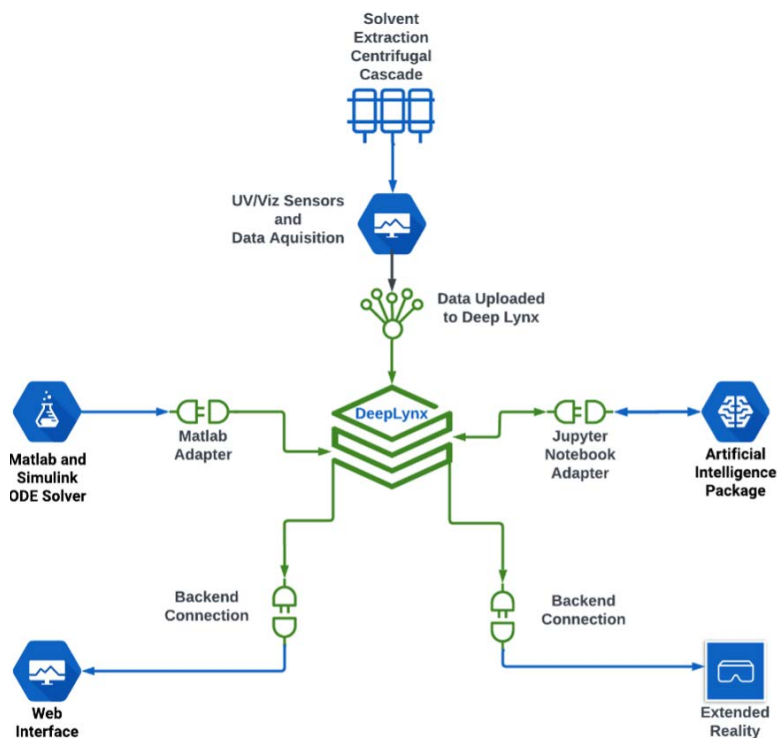 Solvent
Extraction
Centrifugal
Cascade
UV/Viz Sensors
and
Data Aquisition
Data Uploaded
to Deep Lynx
DeepLynx
Matlab
Adapter
Jupyter
Notebook
Adapter
Matlab and
Simulink
ODE Solver
Artificial
Intelligence
Package
Backend
Connection
Backend
Connection
Web
Interface
Extended
Reality